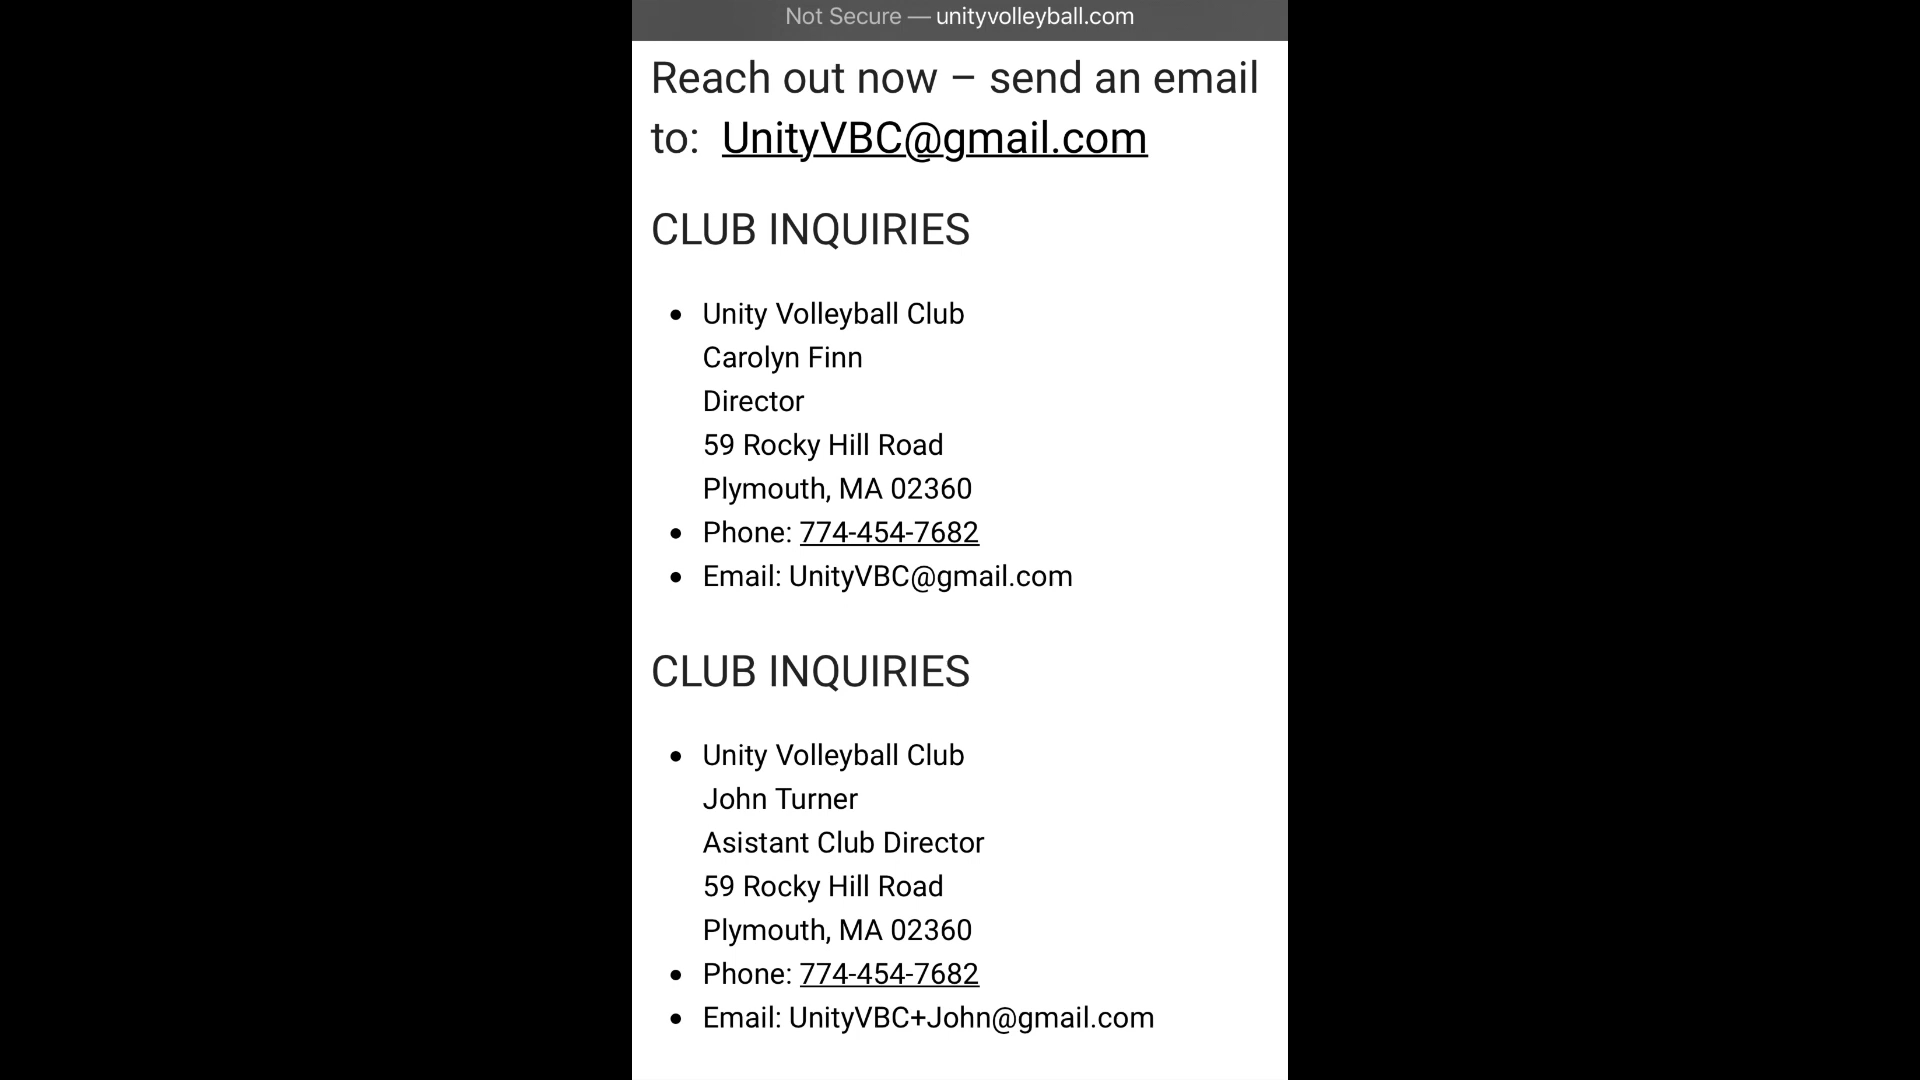 Not Secure — unityvolleyball.com
Reach out now – send an email
to: UnityVBC@gmail.com
CLUB INQUIRIES
Unity Volleyball Club
Carolyn Finn
Director
59 Rocky Hill Road
Plymouth, MA 02360
Phone: 774-454-7682
Email: UnityVBC@gmail.com
CLUB INQUIRIES
Unity Volleyball Club
John Turner
Asistant Club Director
59 Rocky Hill Road
Plymouth, MA 02360
Phone: 774-454-7682
Email: UnityVBC+John@gmail.com